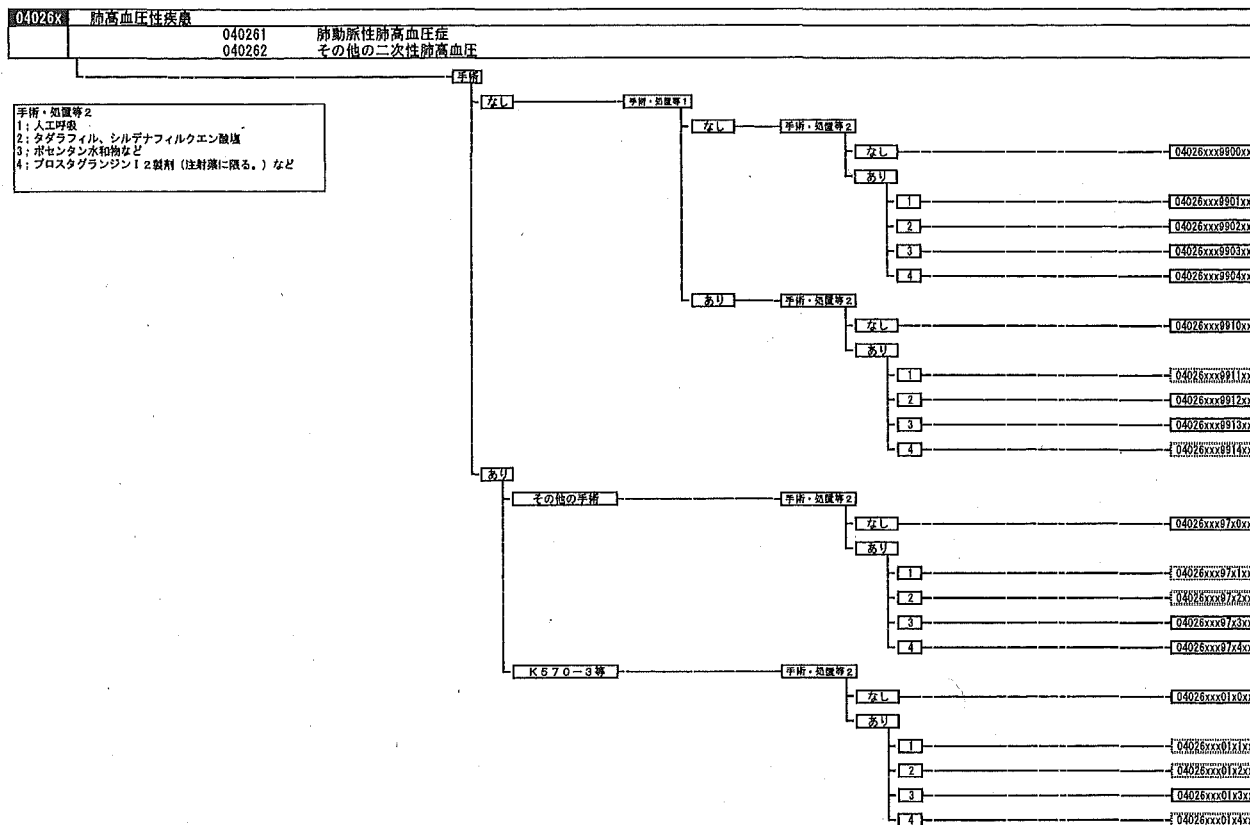 04026x 肺高血圧性疾患
040261 肺動脈性肺高血圧症
040262 その他の二次性肺高血圧
手術
手術・処置等2
1；人工呼吸
2；タダラフィル、シルデナフィルクエン酸塩
3；ボセンタン水和物など
4；プロスタグランジンI2製剤（注射薬に限る。）など
なし 手術・処置等1
なし 手術・処置等2
なし 04026xxx9900xx
あり
1 04026xxx9901xx
2 04026xxx9902xx
3 04026xxx9903xx
4 04026xxx9904xx
あり 手術・処置等2
なし 04026xxx9910xx
あり
1 04026xxx9911xx
2 04026xxx9912xx
3 04026xxx9913xx
4 04026xxx9914xx
あり
その他の手術 手術・処置等2
なし 04026xxx97x0xx
あり
1 04026xxx97x1xx
2 04026xxx97x2xx
3 04026xxx97x3xx
4 04026xxx97x4xx
K570-3等 手術・処置等2
なし 04026xxx01x0xx
あり
1 04026xxx01x1xx
2 04026xxx01x2xx
3 04026xxx01x3xx
4 04026xxx01x4xx